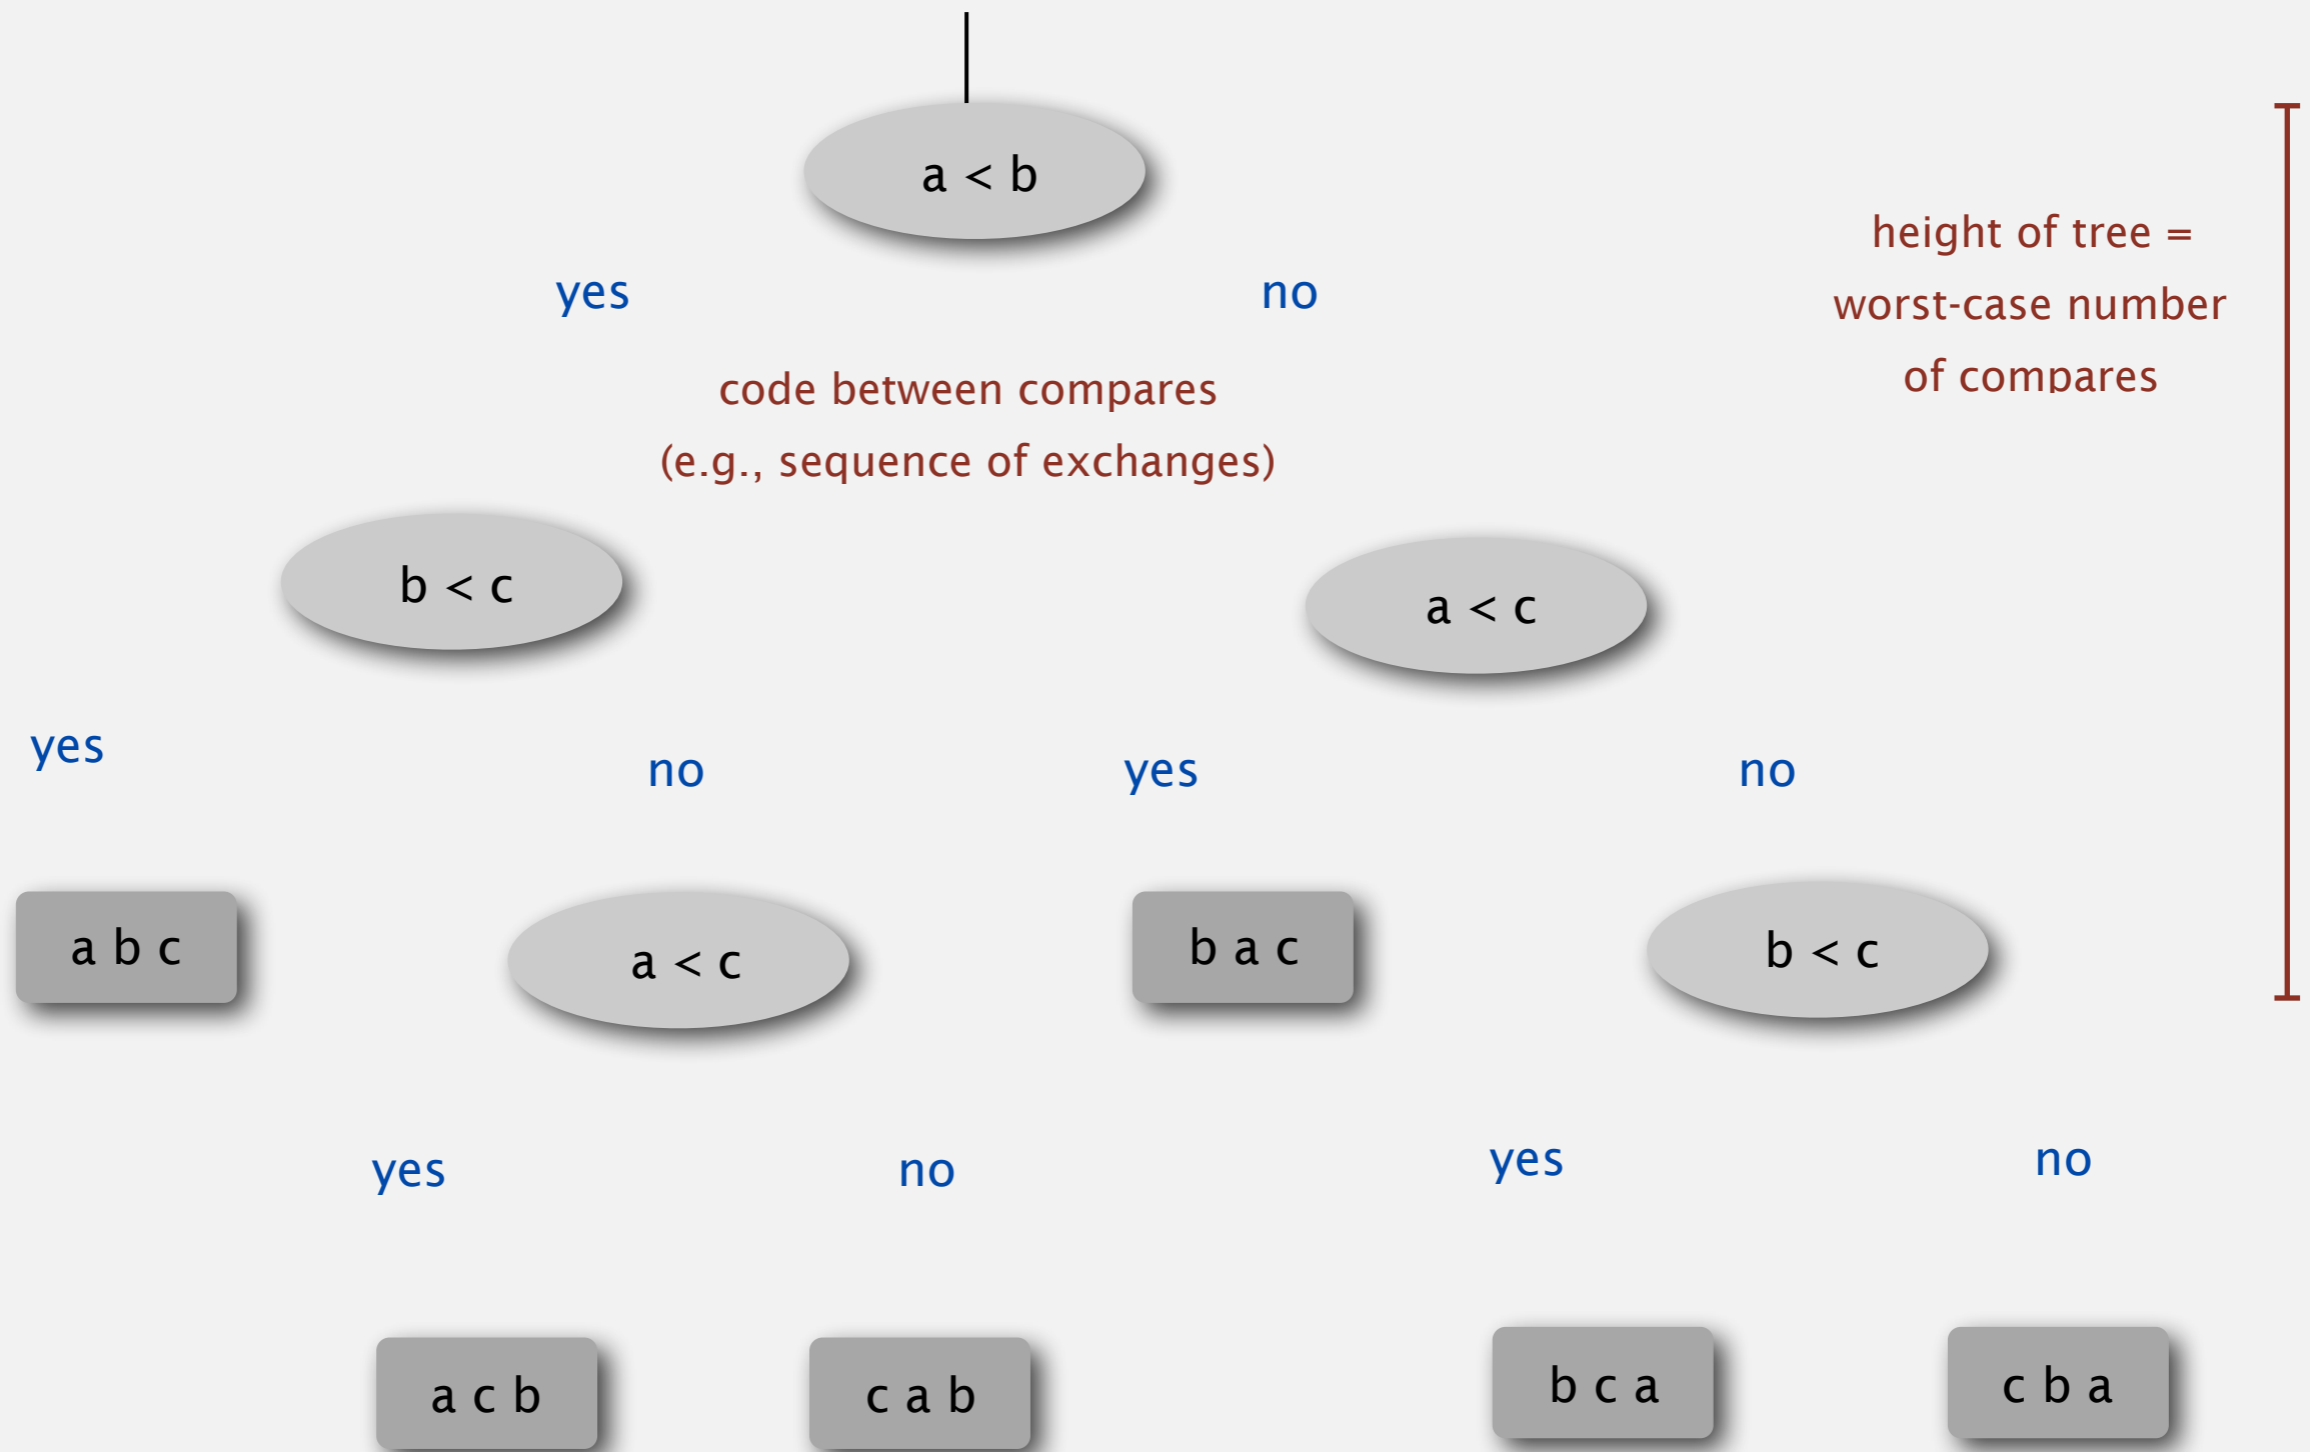 a < b
yes
no
height of tree =
worst-case number
of compares
code between compares
(e.g., sequence of exchanges)
b < c
a < c
yes
no
yes
no
a b c
a < c
b a c
b < c
yes
no
yes
no
a c b
c a b
b c a
c b a